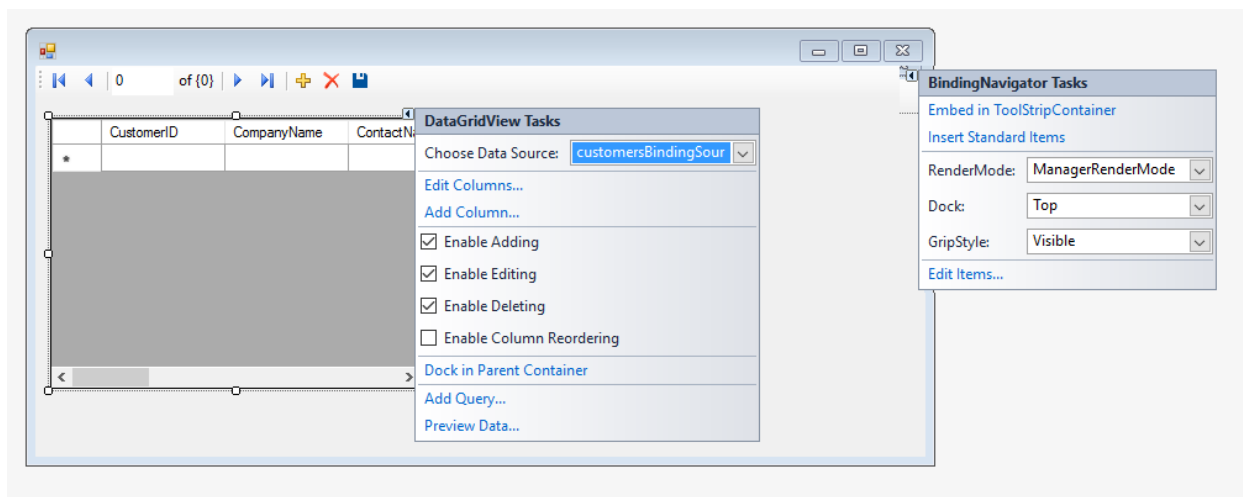 0 of {0}
CustomerID CompanyName ContactNa
DataGridView Tasks
Choose Data Source: customersBindingSour
Edit Columns...
Add Column...
Enable Adding
Enable Editing
Enable Deleting
Enable Column Reordering
Dock in Parent Container
Add Query...
Preview Data...
BindingNavigator Tasks
Embed in ToolStripContainer
Insert Standard Items
RenderMode: ManagerRenderMode
Dock: Top
GripStyle: Visible
Edit Items...